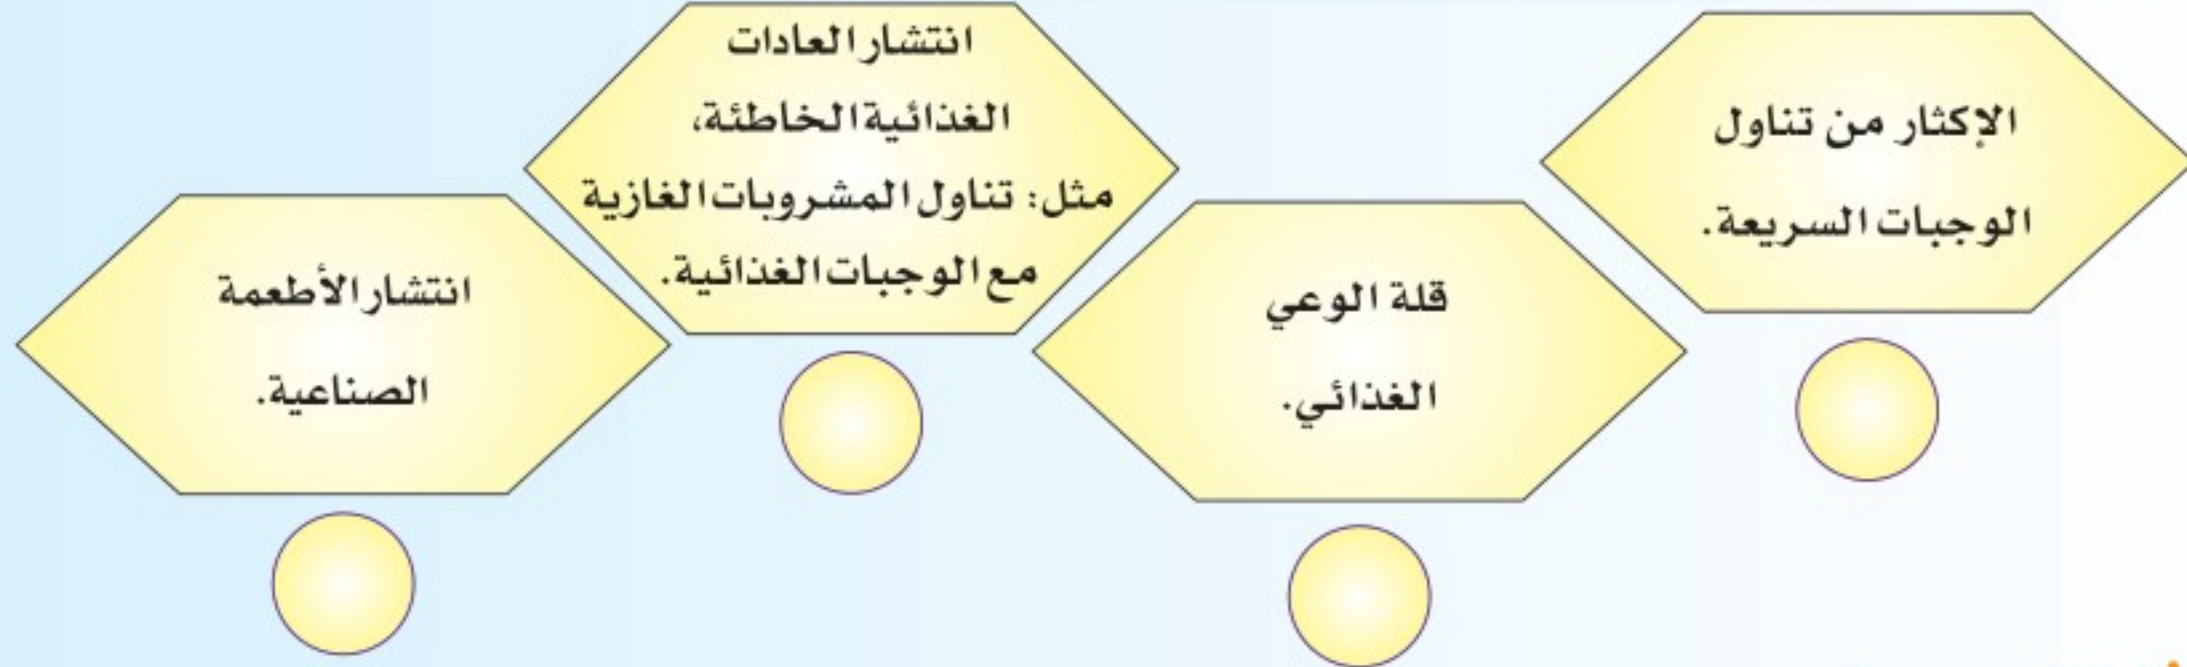 الإكثار من تناول
الوجبات السريعة.
قلة الوعي
الغذائي.
انتشار العادات
الغذائية الخاطئة،
مثل: تناول المشروبات الغازية
مع الوجبات الغذائية.
انتشار الأطعمة
الصناعية.